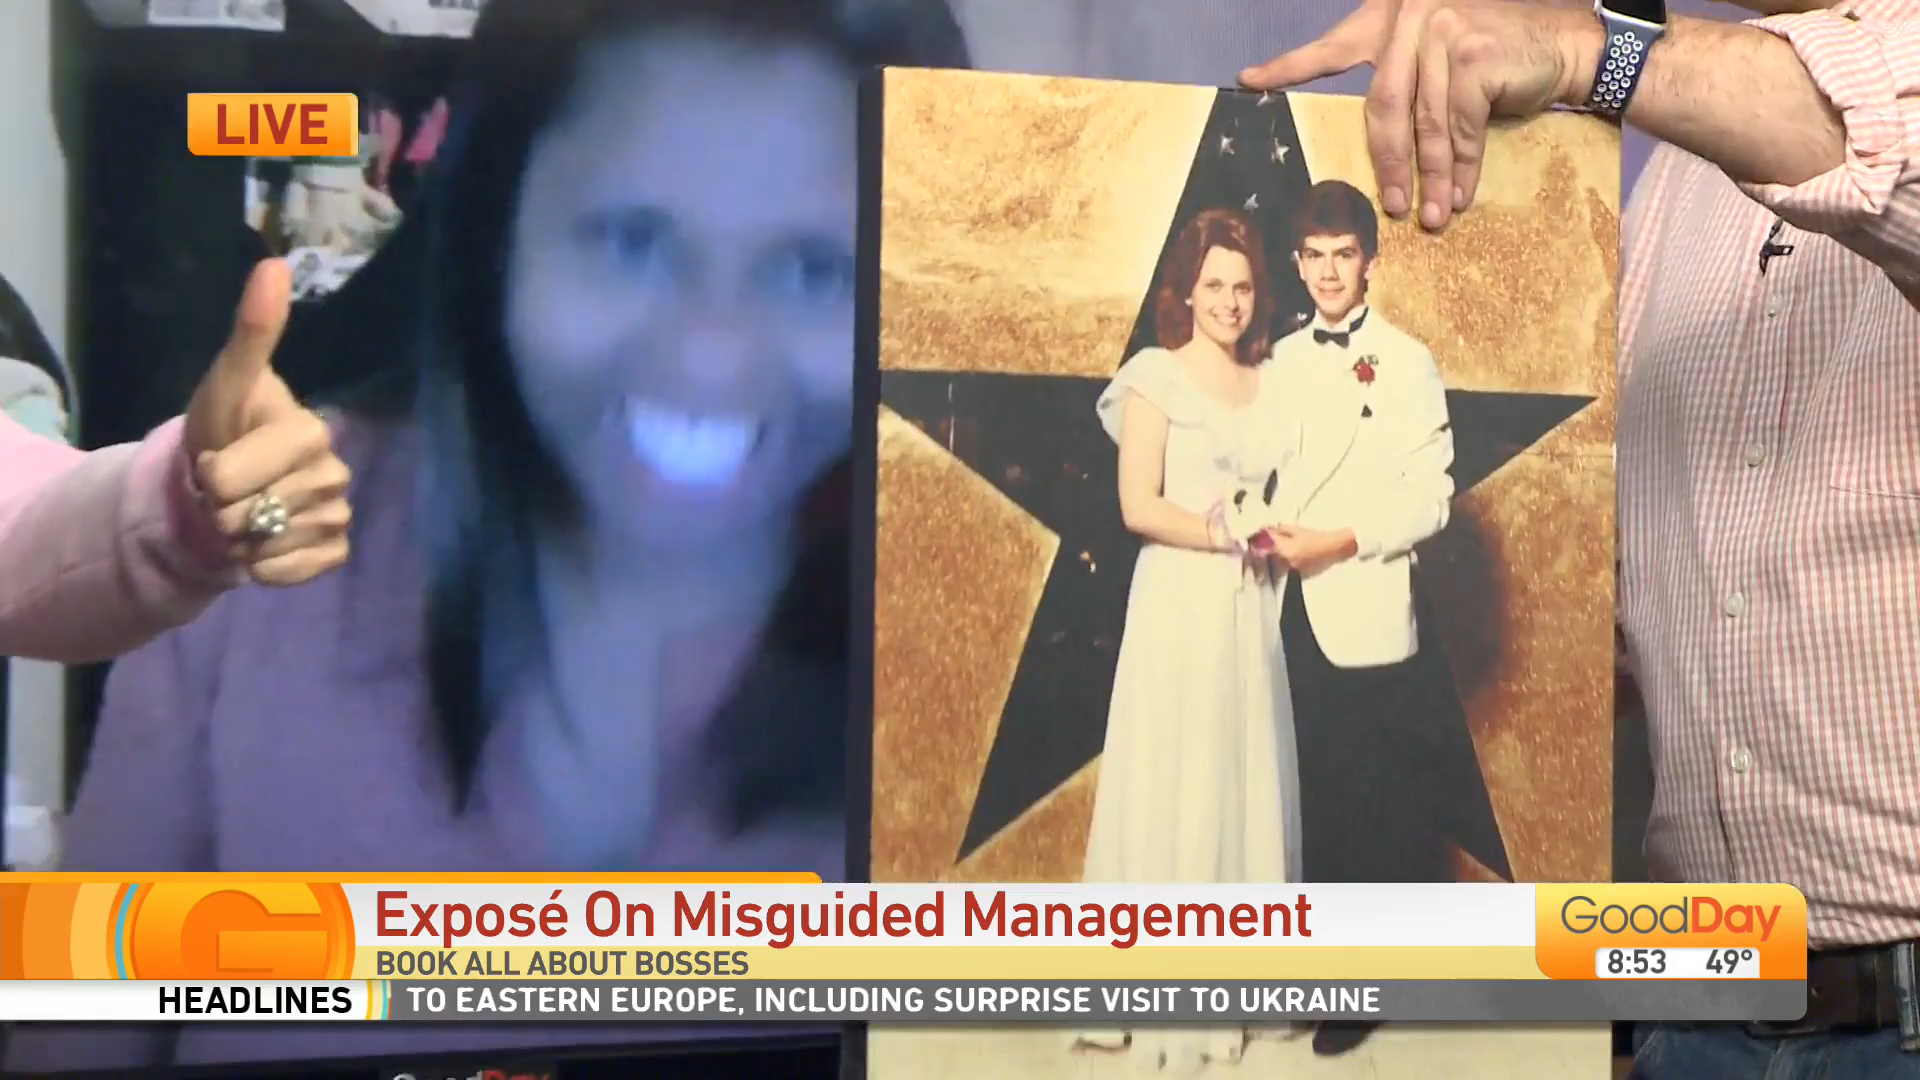 LIVE
Exposé On Misguided Management
BOOK ALL ABOUT BOSSES
GoodDay
8:53 49°
HEADLINES
TO EASTERN EUROPE, INCLUDING SURPRISE VISIT TO UKRAINE
GoodDay